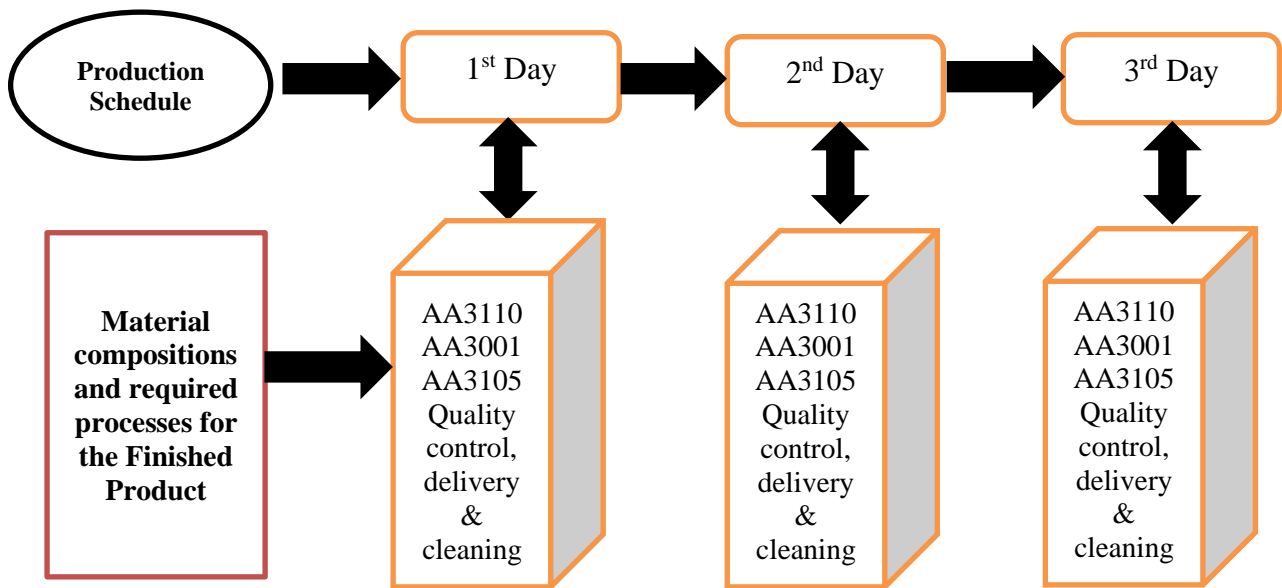 Production
Schedule
1st Day
2nd Day
3rd Day
Material
compositions
and required
processes for
the Finished
Product
AA3110
AA3001
AA3105
Quality
control,
delivery
&
cleaning
AA3110
AA3001
AA3105
Quality
control,
delivery
&
cleaning
AA3110
AA3001
AA3105
Quality
control,
delivery
&
cleaning